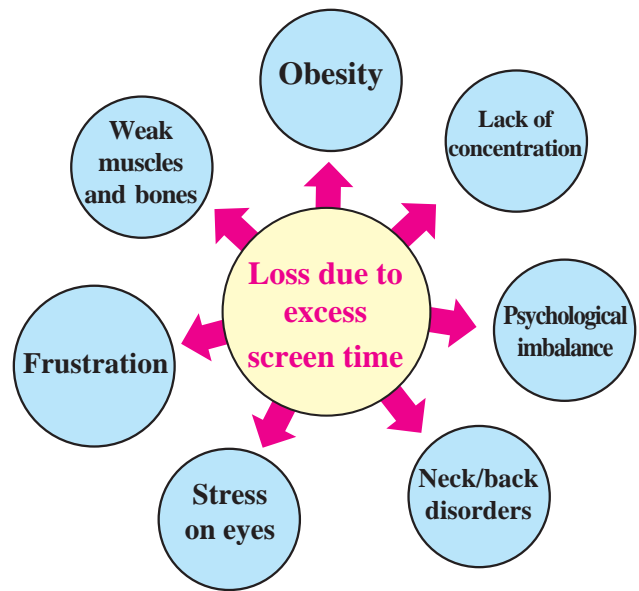 Obesity
Lack of
concentration
Weak
muscles
and bones
Loss due to
excess
screen time
Psychological
imbalance
Frustration
Neck/back
disorders
Stress
on eyes